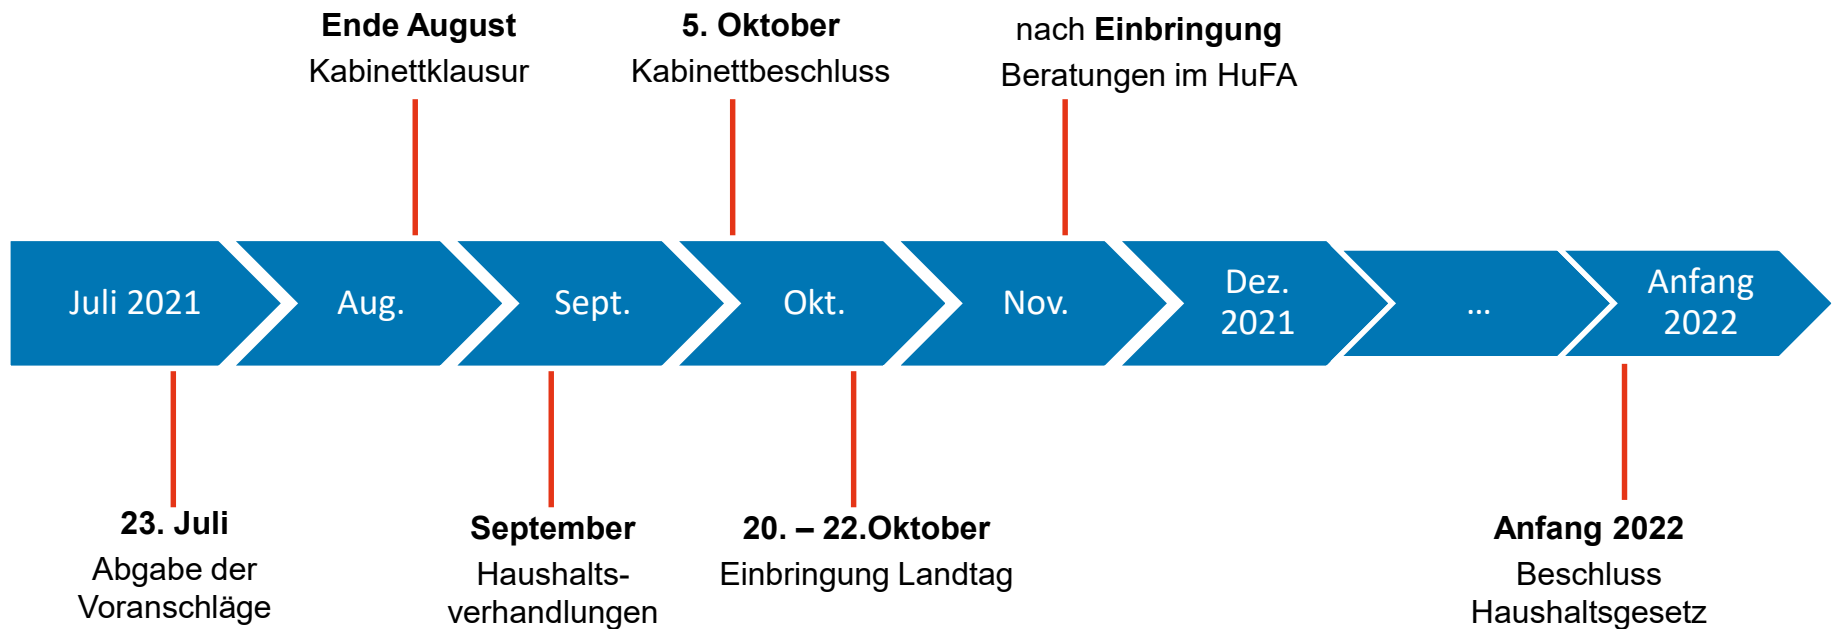 Ende August
Kabinettklausur
5. Oktober
Kabinettbeschluss
nach Einbringung
Beratungen im HuFA
Juli 2021
Aug.
Sept.
Okt.
Nov.
Dez.
2021
...
Anfang
2022
23. Juli
Abgabe der
Voranschläge
September
Haushalts-
verhandlungen
20. – 22.Oktober
Einbringung Landtag
Anfang 2022
Beschluss
Haushaltsgesetz